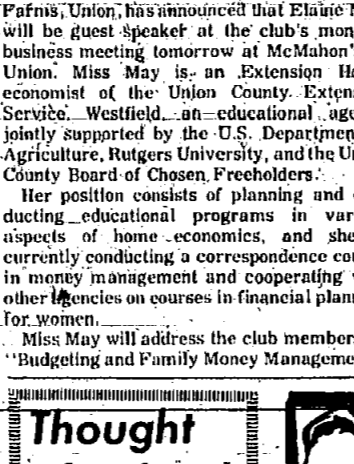 Farms, Union, has announced that Elaine
will be guest speaker at the club's mon
business meeting tomorrow at McMahon'
Union. Miss May is an Extension H
economist of the Union County Exten
Service, Westfield, an educational age
jointly supported by the U.S. Departmen
Agriculture, Rutgers University, and the U
County Board of Chosen Freeholders.
Her position consists of planning and
ducting educational programs in var
aspects of home economics, and she
currently conducting a correspondence cou
in money management and cooperating
other agencies on courses in financial plan
for women.
Miss May will address the club member
"Budgeting and Family Money Manageme
Thought